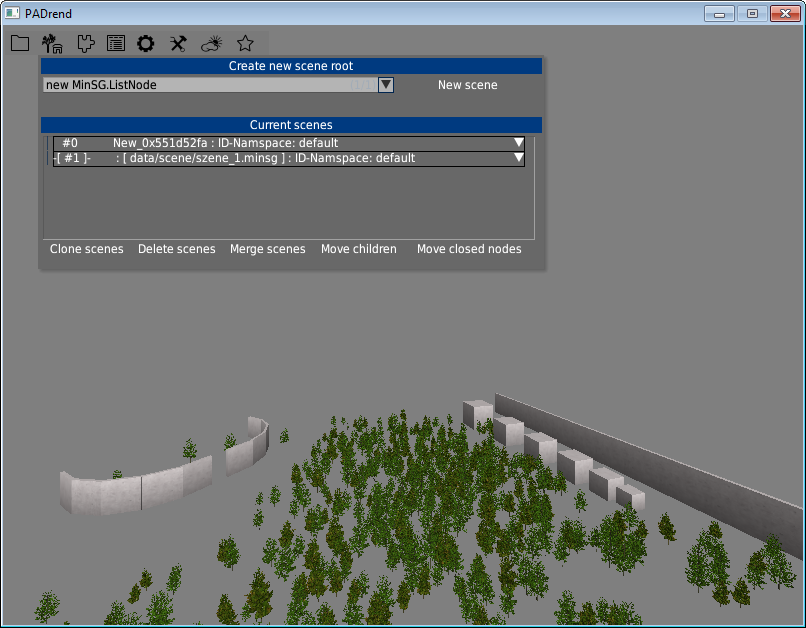 PADrend
Create new scene root
new MinSG.ListNode
New scene
Current scenes
#0 New_0x551d52fa : ID-Namspace: default
-[ #1 ]- : [ data/scene/szene_1.minsg ] : ID-Namspace: default
Clone scenes Delete scenes Merge scenes Move children Move closed nodes